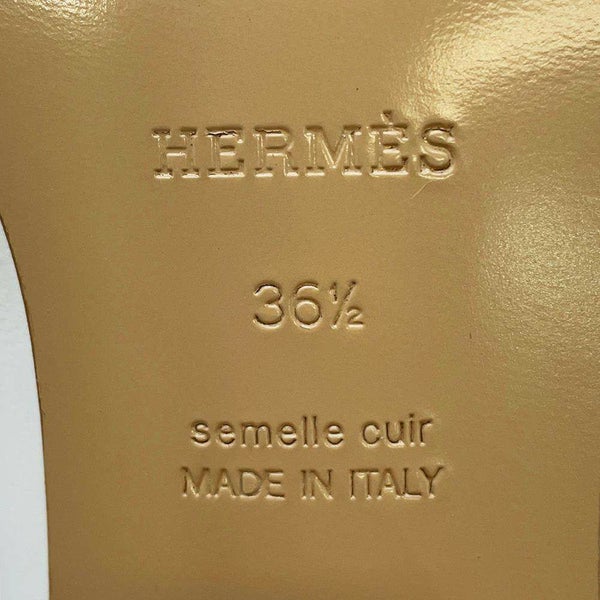 HERMÈS
36½
semelle cuir
MADE IN ITALY